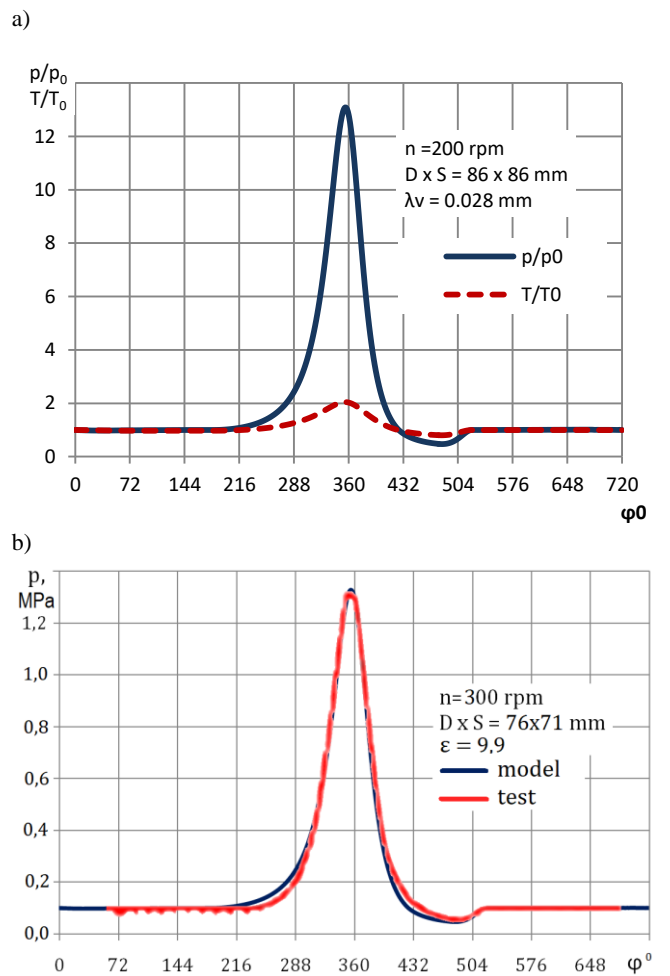 a)
p/p₀
T/T₀
12
10
8
6
4
2
0
n =200 rpm
D x S = 86 x 86 mm
λν = 0.028 mm
p/p0
T/T0
0 72 144 216 288 360 432 504 576 648 720
φ0
b)
p,
MPa
1,2
1,0
0,8
0,6
0,4
0,2
0,0
n=300 rpm
D x S = 76x71 mm
ε = 9,9
model
test
0 72 144 216 288 360 432 504 576 648 φ⁰